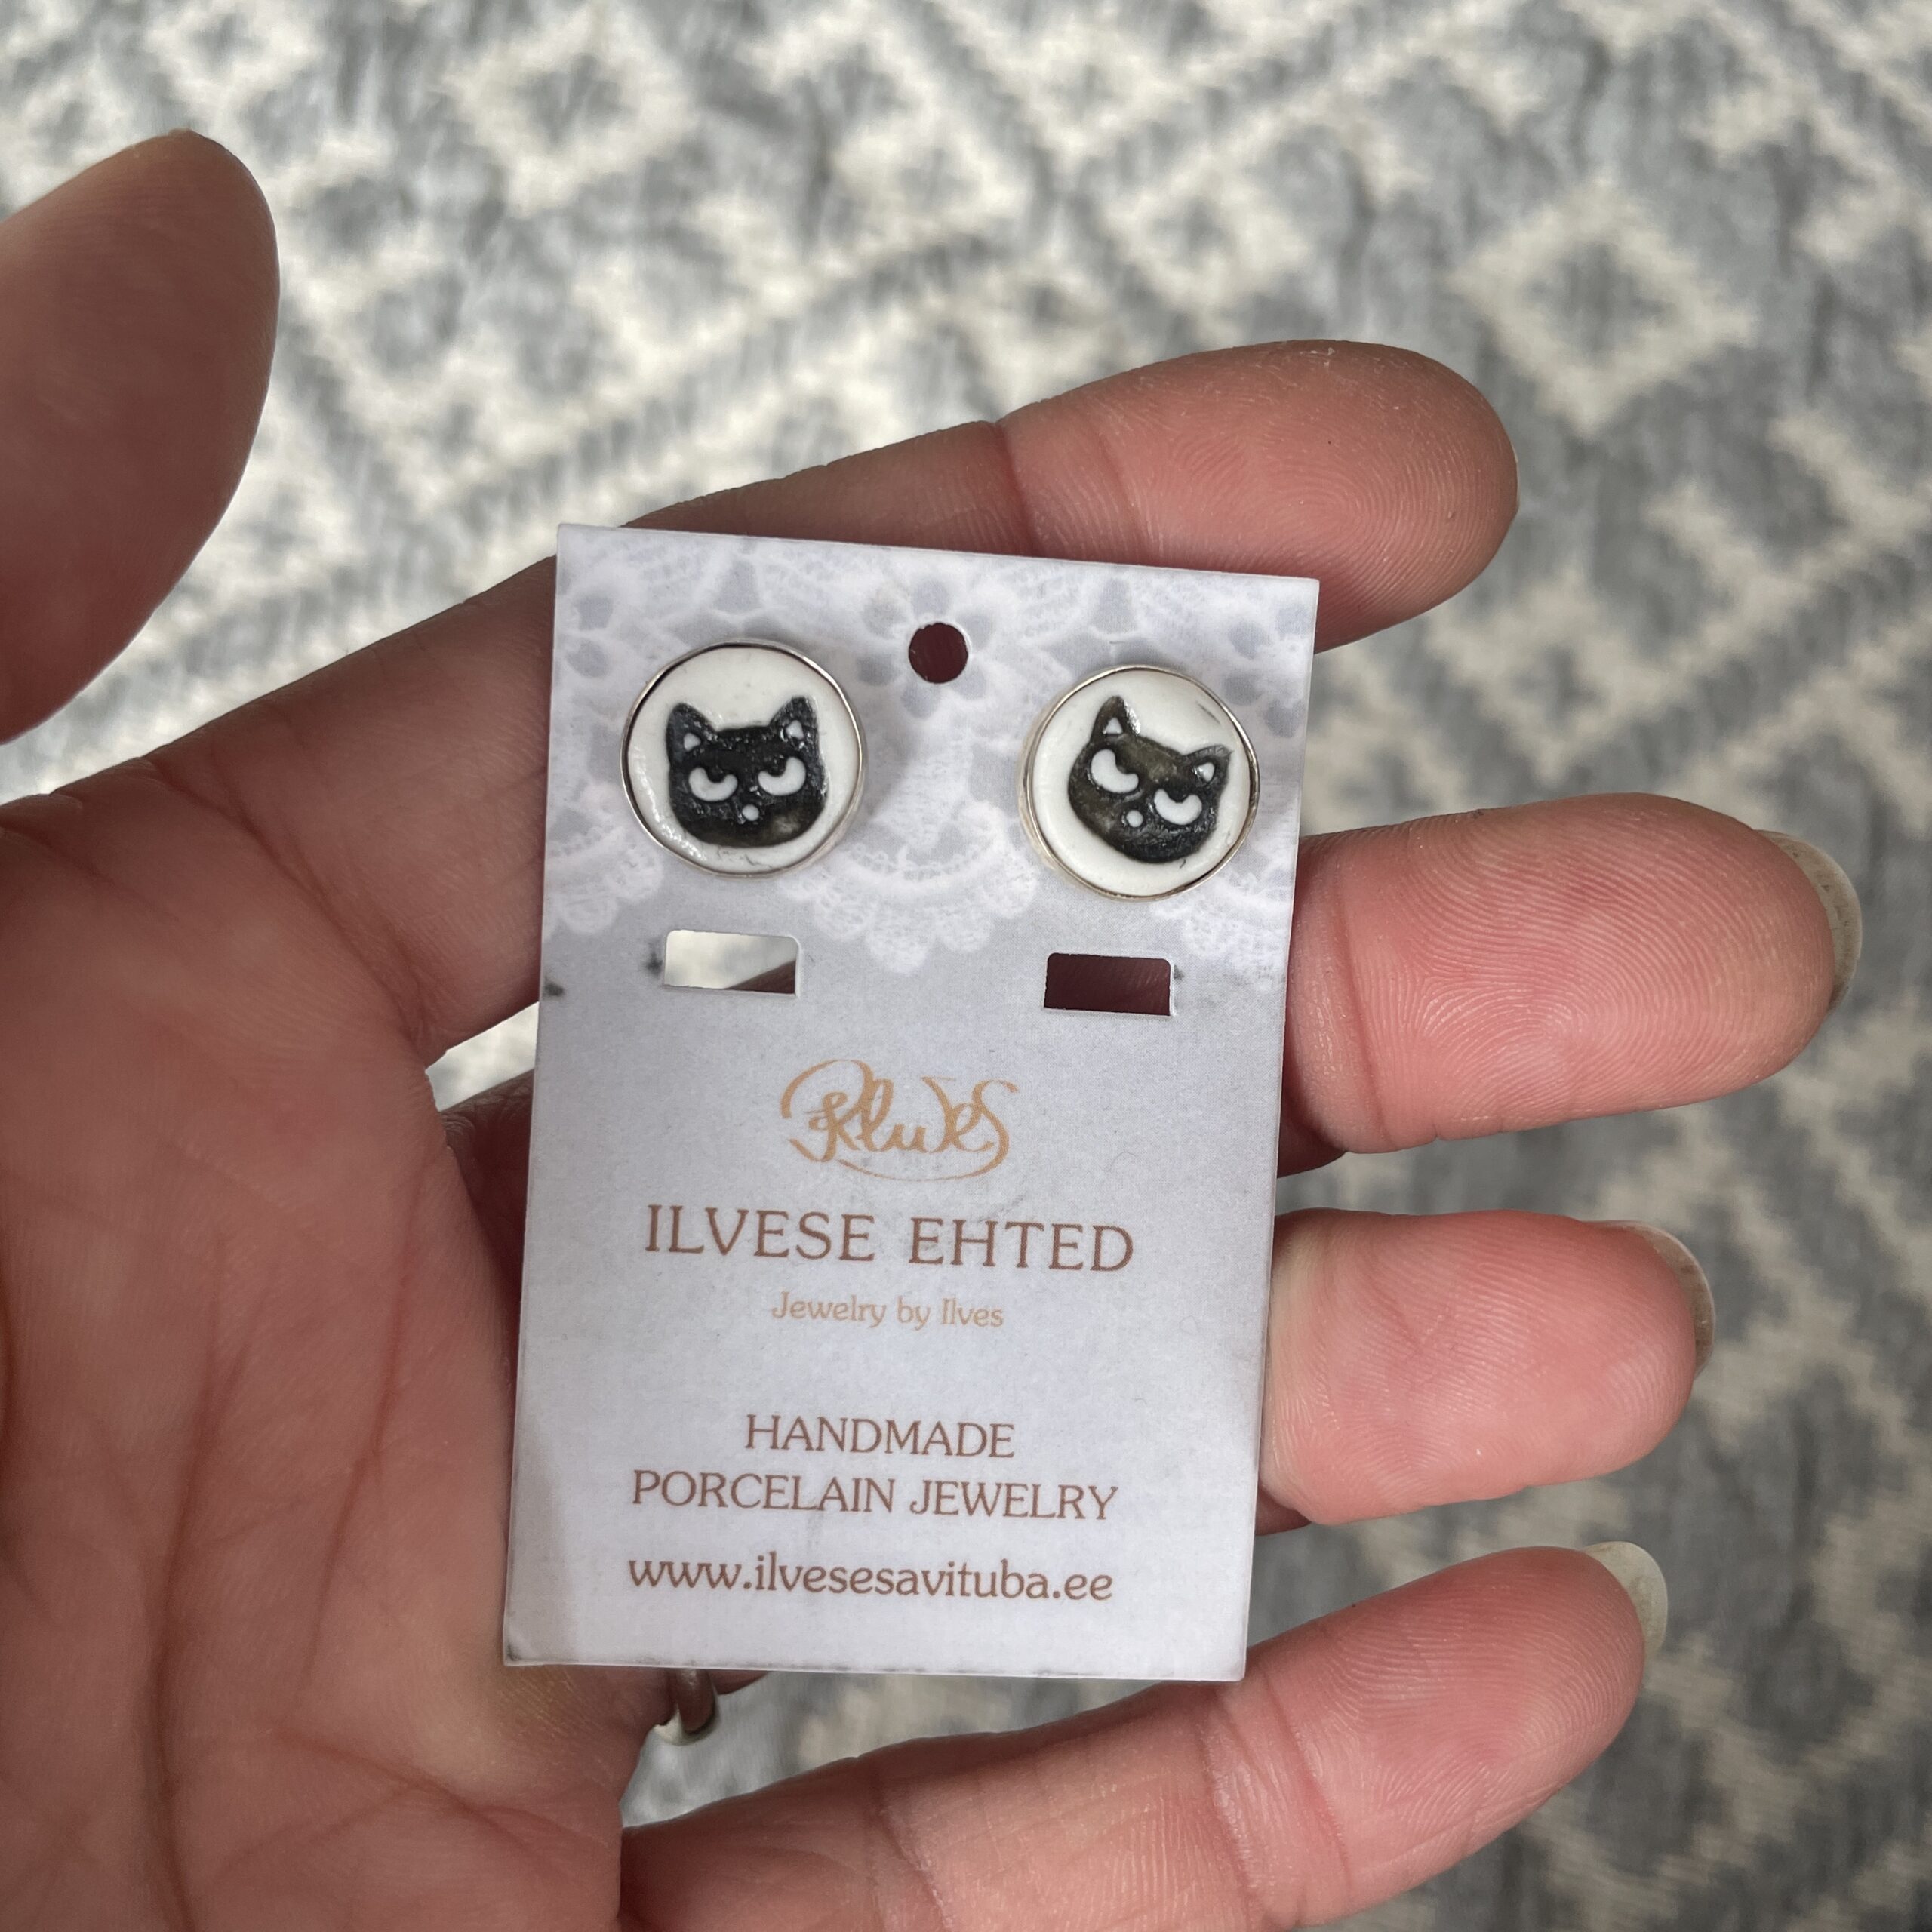 ILVESE EHTED
Jewelry by Ilves
HANDMADE
PORCELAIN JEWELRY
www.ilvesesavituba.ee